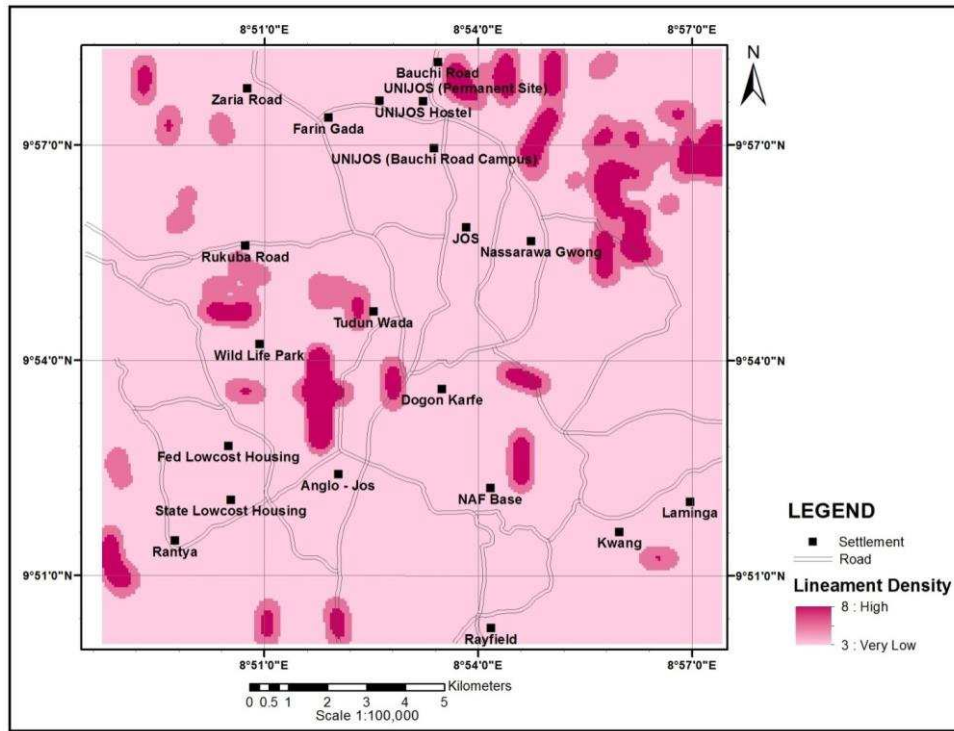 8°51'0"E 8°54'0"E 8°57'0"E
N
Bauchi Road
UNIJOS (Permanent Site)
Zaria Road
UNIJOS Hostel
Farin Gada
9°57'0"N 9°57'0"N
UNIJOS (Bauchi Road Campus)
JOS
Nassarawa Gwong
Rukuba Road
Tudun Wada
Wild Life Park
9°54'0"N 9°54'0"N
Dogon Karfe
Fed Lowcost Housing
Anglo - Jos
NAF Base
State Lowcost Housing
Laminga
Kwang
Rantya
9°51'0"N 9°51'0"N
Rayfield
8°51'0"E 8°54'0"E 8°57'0"E
LEGEND
Settlement
Road
Lineament Density
8 : High
3 : Very Low
Kilometers
0 0.5 1 2 3 4 5
Scale 1:100,000